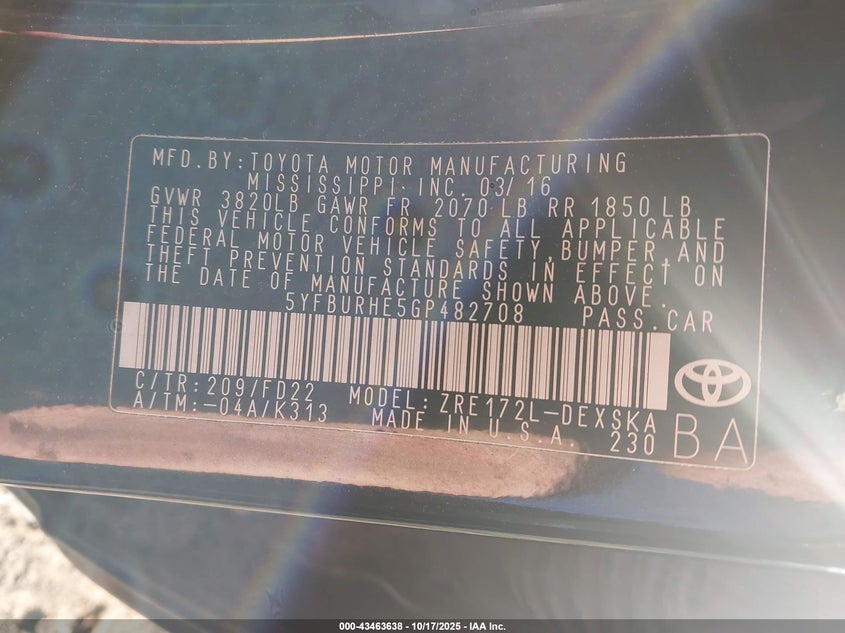 MFD.BY:TOYOTA MOTOR MANUFACTURING
MISSISSIPPI, INC. 03/16
GVWR 3820LB GAWR FR 2070 LB RR 1850LB
THIS VEHICLE CONFORMS TO ALL APPLICABLE
FEDERAL MOTOR VEHICLE SAFETY,BUMPER,AND
THEFT PREVENTION STANDARDS IN EFFECT ON
THE DATE OF MANUFACTURE SHOWN ABOVE.
5YFBURHE5GP482708 PASS.CAR
C/TR:209/FD22 MODEL:ZRE172L-DEXSKA
A/TM:-04A/K313 MADE IN U.S.A. 230 BA
000-43463638 - 10/17/2025 - IAA Inc.